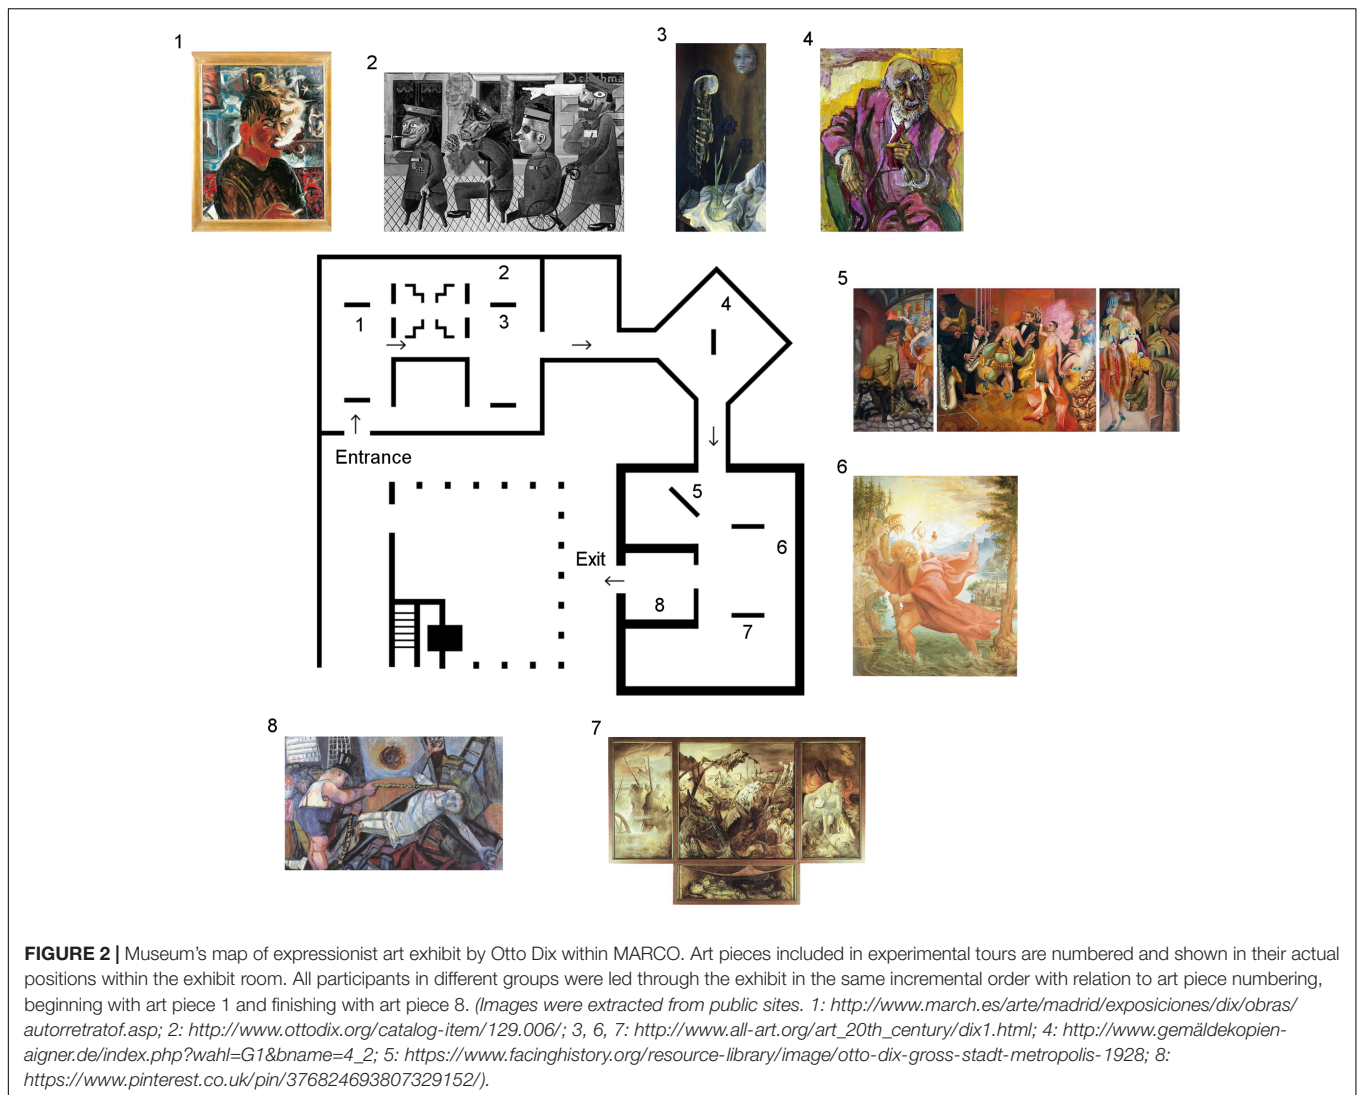 1
2
3
4
Schuhma
2
1
3
4
5
Entrance
5
6
6
Exit
8
7
8
7
FIGURE 2 | Museum's map of expressionist art exhibit by Otto Dix within MARCO. Art pieces included in experimental tours are numbered and shown in their actual
positions within the exhibit room. All participants in different groups were led through the exhibit in the same incremental order with relation to art piece numbering,
beginning with art piece 1 and finishing with art piece 8. (Images were extracted from public sites. 1: http://www.march.es/arte/madrid/exposiciones/dix/obras/
autorretratof.asp; 2: http://www.ottodix.org/catalog-item/129.006/; 3, 6, 7: http://www.all-art.org/art_20th_century/dix1.html; 4: http://www.gemäldekopien-
aigner.de/index.php?wahl=G1&bname=4_2; 5: https://www.facinghistory.org/resource-library/image/otto-dix-gross-stadt-metropolis-1928; 8:
https://www.pinterest.co.uk/pin/376824693807329152/).